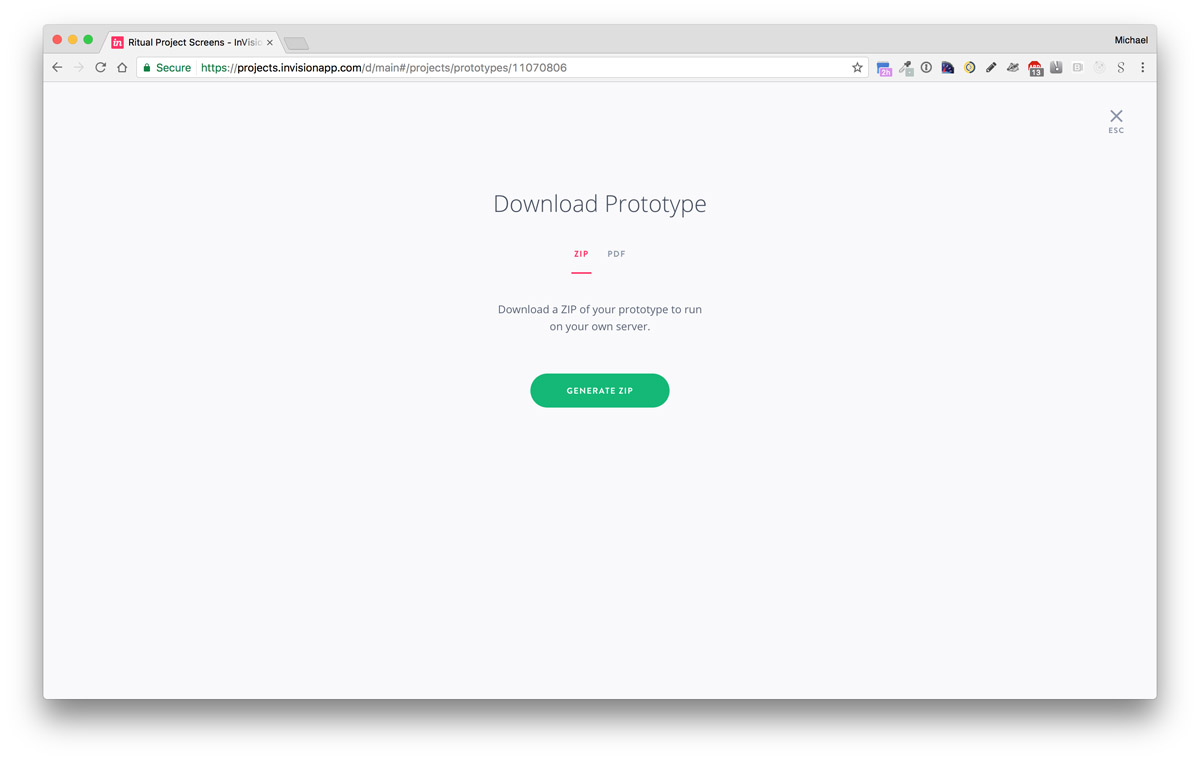 in Ritual Project Screens - InVisio
Michael
Secure https://projects.invisionapp.com/d/main#/projects/prototypes/11070806
2h
13
S
ESC
Download Prototype
ZIP PDF
Download a ZIP of your prototype to run
on your own server.
GENERATE ZIP